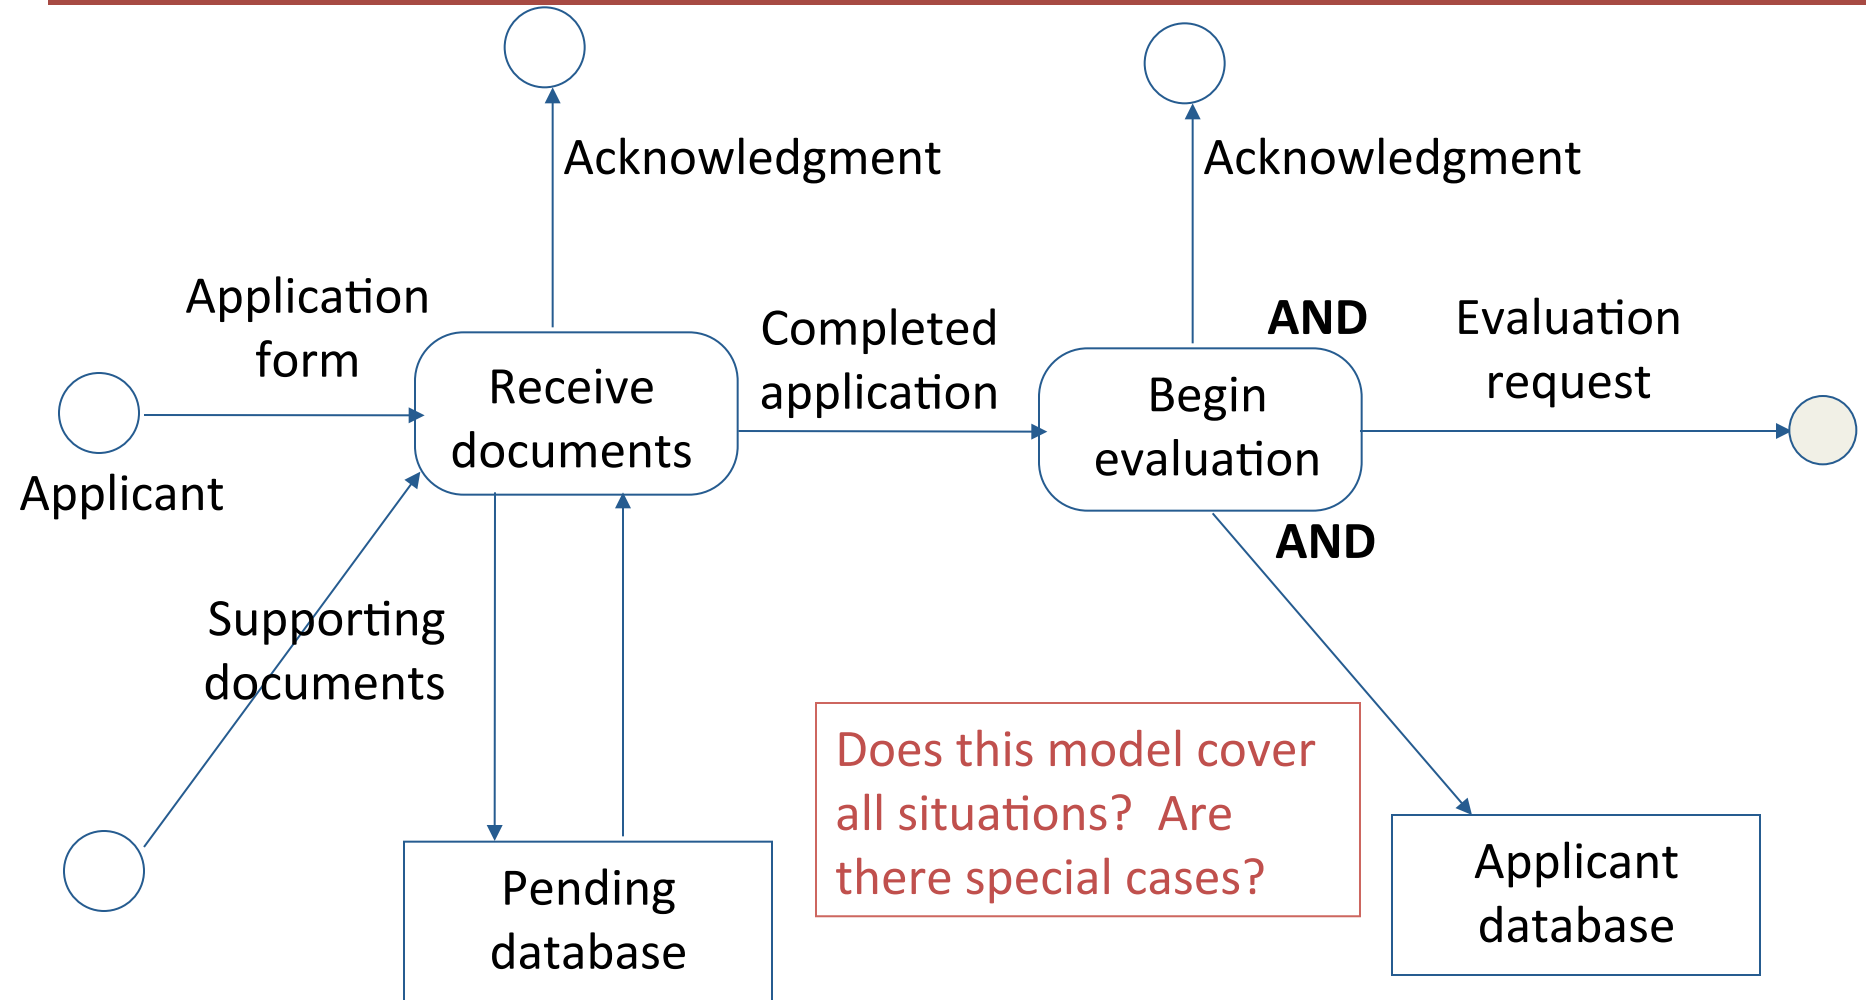 Acknowledgment
Acknowledgment
Application
form
Applicant
Receive
documents
Completed
application
Begin
evaluation
AND
Evaluation
request
AND
Supporting
documents
Pending
database
Does this model cover
all situations?  Are
there special cases?
Applicant
database